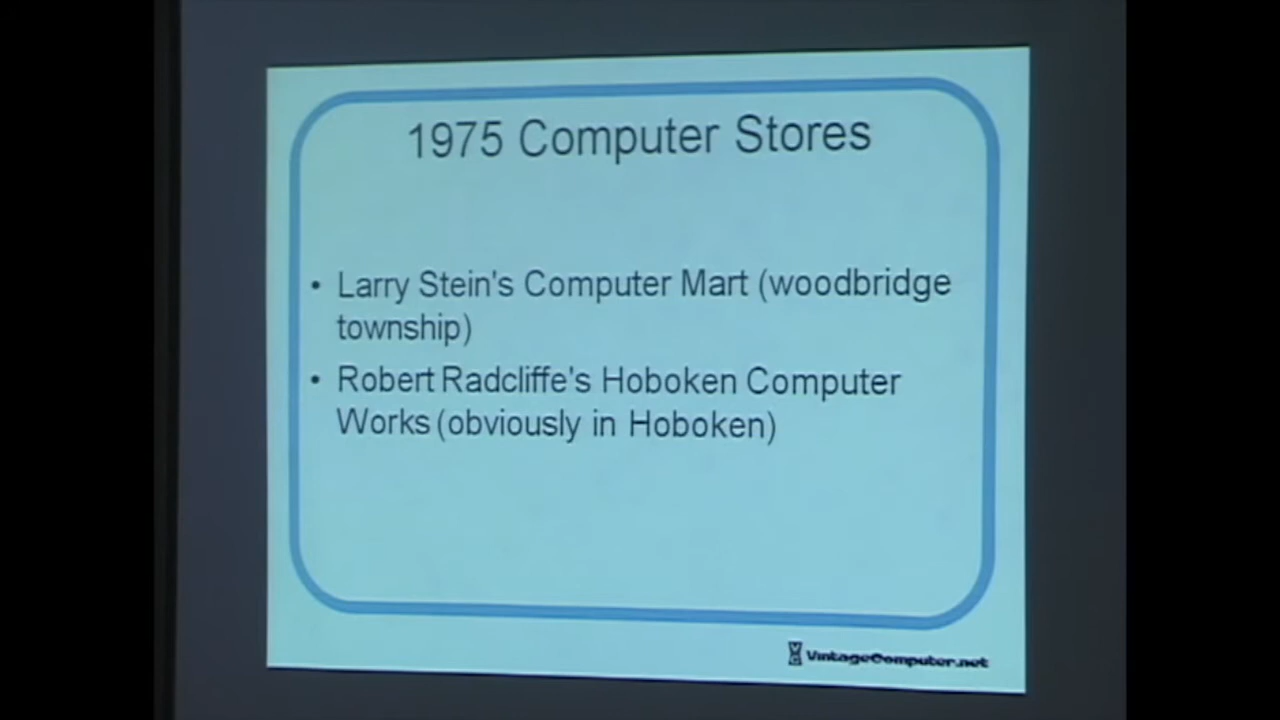 1975 Computer Stores
• Larry Stein's Computer Mart (woodbridge
township)
• Robert Radcliffe's Hoboken Computer
Works (obviously in Hoboken)
VintageComputer.net